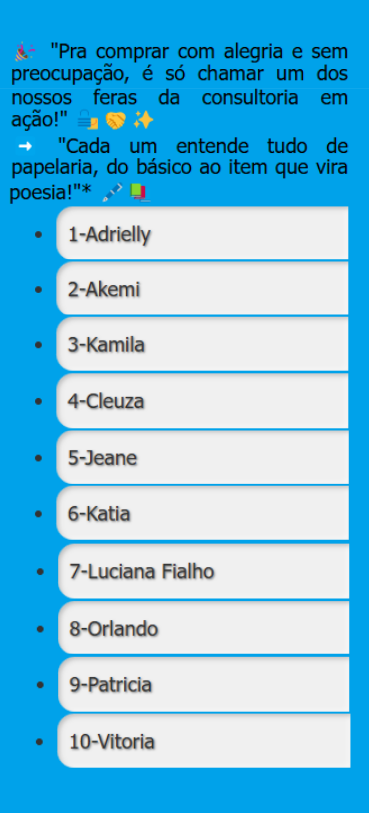 🎉 "Pra comprar com alegria e sem
preocupação, é só chamar um dos
nossos feras da consultoria em
ação!" 🛍️🤝✨
➞ "Cada um entende tudo de
papelaria, do básico ao item que vira
poesia!"* 🖊️📚
• 1-Adrielly
• 2-Akemi
• 3-Kamila
• 4-Cleuza
• 5-Jeane
• 6-Katia
• 7-Luciana Fialho
• 8-Orlando
• 9-Patricia
• 10-Vitoria